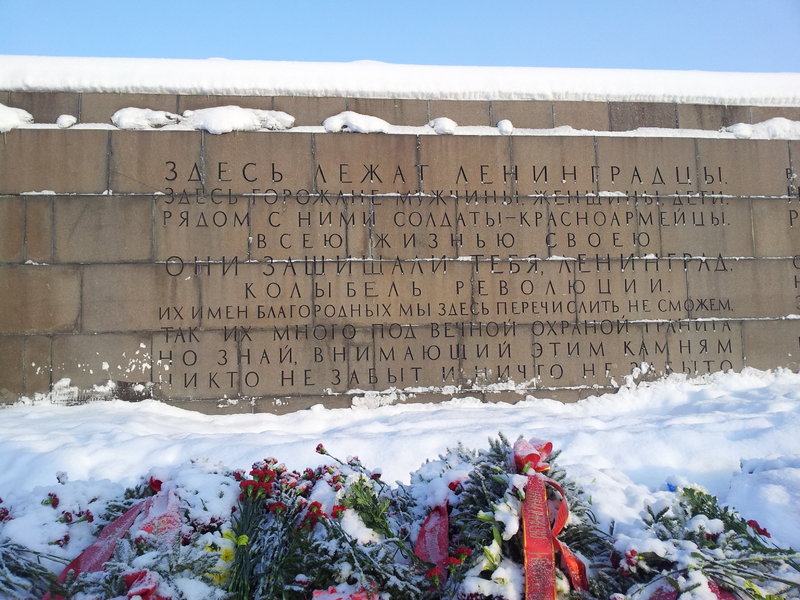 ЗДЕСЬ ЛЕЖАТ ЛЕНИНГРАДЦЫ.
ЗДЕСЬ ГОРОЖАНЕ МУЖЧИНЫ, ЖЕНЩИНЫ, ДЕТИ
РЯДОМ С НИМИ СОЛДАТЫ-КРАСНОАРМЕЙЦЫ.
ВСЕЮ ЖИЗНЬЮ СВОЕЮ
ОНИ ЗАЩИЩАЛИ ТЕБЯ, ЛЕНИНГРАД,
КОЛЫБЕЛЬ РЕВОЛЮЦИИ.
ИХ ИМЕН БЛАГОРОДНЫХ МЫ ЗДЕСЬ ПЕРЕЧИСЛИТЬ НЕ СМОЖЕМ,
ТАК ИХ МНОГО ПОД ВЕЧНОЙ ОХРАНОЙ ГРАНИТА
НО ЗНАЙ, ВНИМАЮЩИЙ ЭТИМ КАМНЯМ
НИКТО НЕ ЗАБЫТ И НИЧТО НЕ ЗАБЫТО